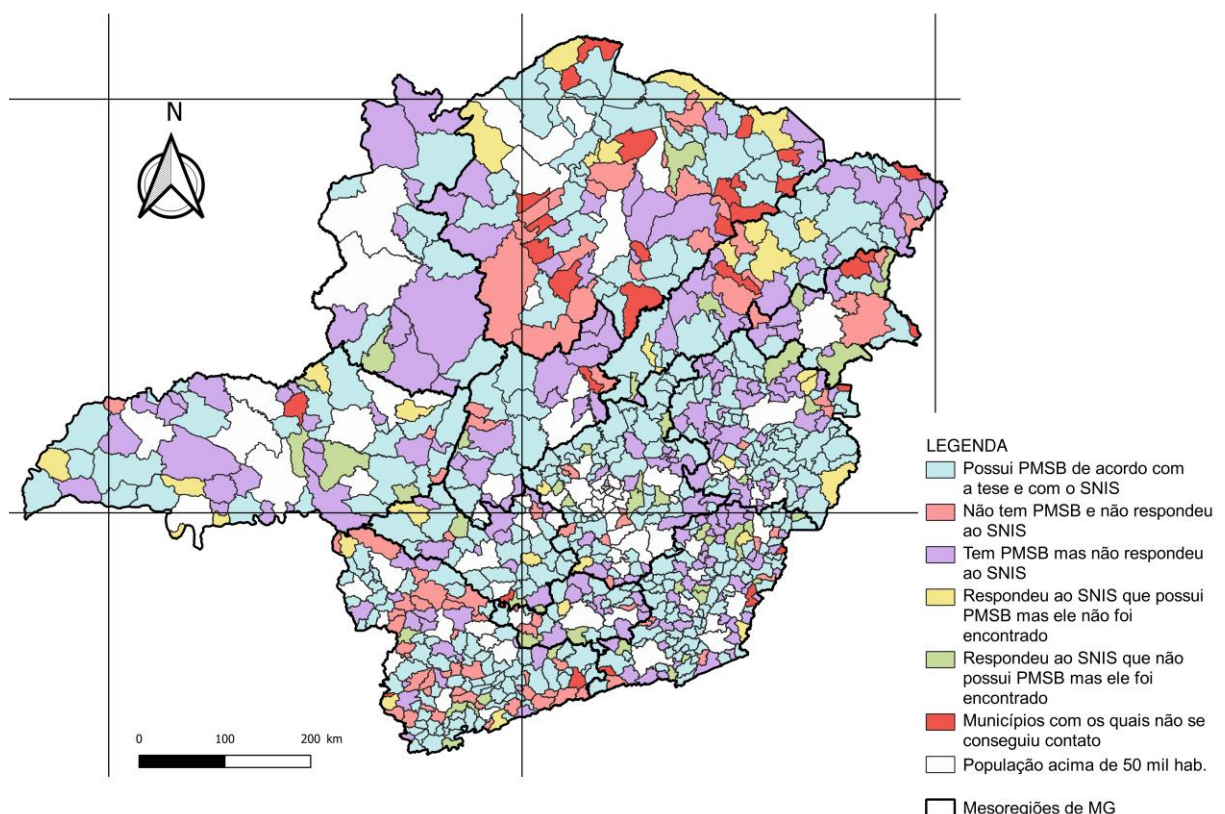 N
LEGENDA
Possui PMSB de acordo com
a tese e com o SNIS
Não tem PMSB e não respondeu
ao SNIS
Tem PMSB mas não respondeu
ao SNIS
Respondeu ao SNIS que possui
PMSB mas ele não foi
encontrado
Respondeu ao SNIS que não
possui PMSB mas ele foi
encontrado
Municípios com os quais não se
conseguiu contato
População acima de 50 mil hab.
Mesoregiões de MG
0 100 200 km